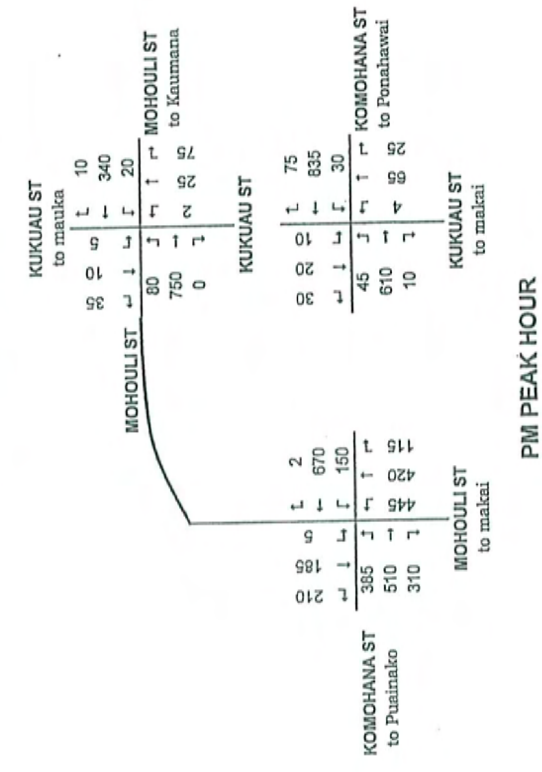 KUKUAU ST
to mauka
35 10 5
10
340
20
MOHOULI ST
MOHOULI ST
to Kaumana
80
750
0
2 25 75
KUKUAU ST
30 20 10
75
835
30
KOMOHANA ST
to Ponahawai
45
610
10
4 65 25
KUKUAU ST
to makai
210 185 5
2
670
150
385
510
310
445 420 115
KOMOHANA ST
to Puainako
MOHOULI ST
to makai
PM PEAK HOUR